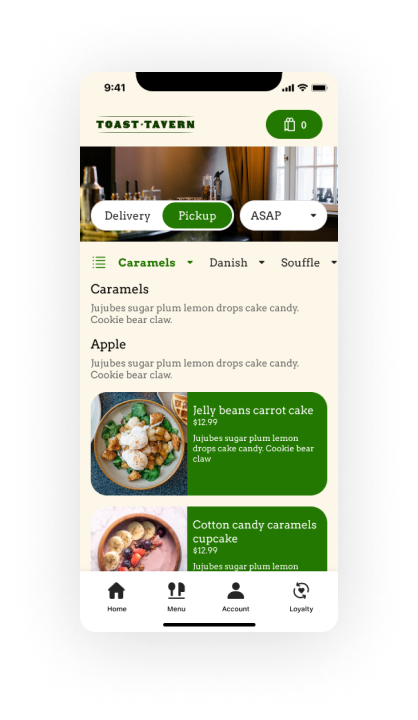 9:41
TOAST·TAVERN
0
Delivery
Pickup
ASAP
Caramels
Danish
Souffle
Caramels
Jujubes sugar plum lemon drops cake candy.
Cookie bear claw.
Apple
Jujubes sugar plum lemon drops cake candy.
Cookie bear claw.
Jelly beans carrot cake
$12.99
Jujubes sugar plum lemon
drops cake candy. Cookie bear
claw
Cotton candy caramels
cupcake
$12.99
Jujubes sugar plum lemon
Home
Menu
Account
Loyalty